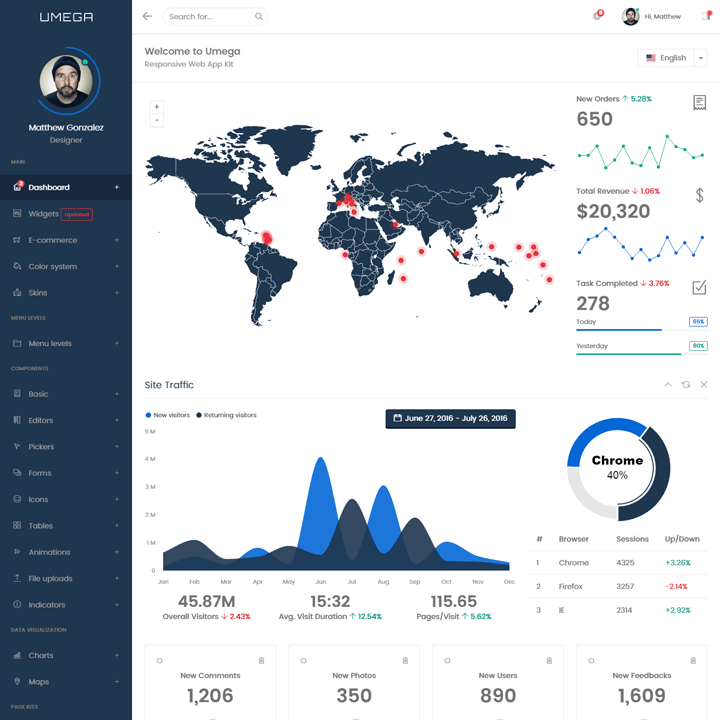 UMEGA
Search for...
8
Hi, Matthew
Matthew Gonzalez
Designer
MAIN
2
Dashboard +
Widgets Updated
E-commerce +
Color system +
Skins +
MENU LEVELS
Menu levels +
COMPONENTS
Basic +
Editors +
Pickers +
Forms +
Icons +
Tables +
Animations +
File uploads +
Indicators +
DATA VISUALIZATION
Charts +
Maps +
PAGE KITS
Welcome to Umega
Responsive Web App Kit
English
+
−
New Orders ↑ 5.28%
650
Total Revenue ↓ 1.06%
$20,320
$
Task Completed ↓ 3.76%
278
Today 65%
Yesterday 80%
Site Traffic
New visitors Returning visitors
June 27, 2016 - July 26, 2016
5 M
4 M
3 M
2 M
1 M
0
Jan Feb Mar Apr May Jun Jul Aug Sep Oct Nov Dec
45.87M 15:32 115.65
Overall Visitors ↓ 2.43% Avg. Visit Duration ↑ 12.54% Pages/Visit ↑ 5.62%
Chrome
40%
# Browser Sessions Up/Down
1 Chrome 4325 +3.26%
2 Firefox 3257 -2.14%
3 IE 2314 +2.92%
New Comments New Photos New Users New Feedbacks
1,206 350 890 1,609